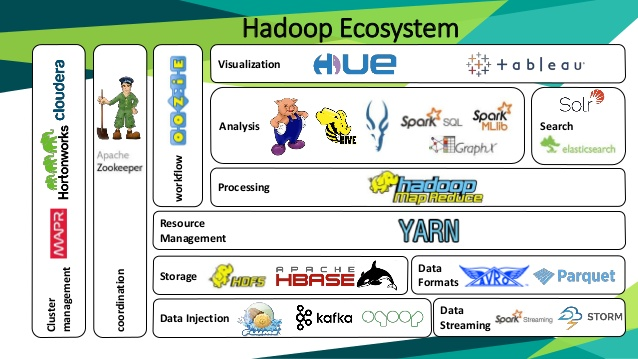 Hadoop Ecosystem
Cluster
management
MAPR
Hortonworks
cloudera
coordination
Apache
Zookeeper
workflow
OOZIE
Visualization
HUE
+ableau
Analysis
HIVE
Spark SQL
Spark
MLlib
GraphX
Solr
Search
elasticsearch
Processing
hadoop
Map Reduce
Resource
Management
YARN
Storage
HDFS
APACHE
HBASE
Data
Formats
AVRO
Parquet
Data Injection
Flume
kafka
sqoop
Data
Streaming
Spark Streaming
STORM